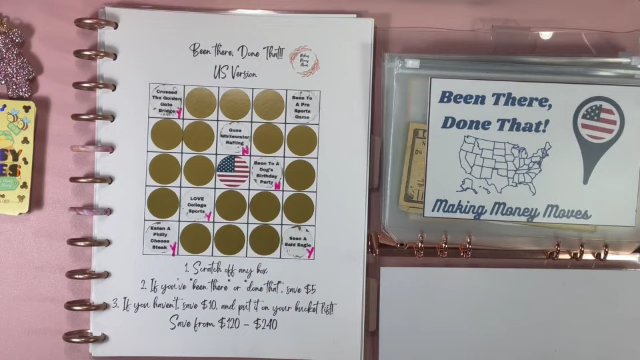 Been there, Done That!!!
US Version
Crossed
The Golden
Gate
Bridge
Y
Been To
A Pro
Sports
Game
Gone
Whitewater
Rafting
N
Been To A
Dog's
Birthday
Party
N
LOVE
College
Sports
Y
Eaten A
Philly
Cheese
Steak
Y
Seen A
Bald Eagle
Y
1. Scratch off any box
2. If you've "been there" or "done that", save $5
3. If you haven't, save $10, and put it on your bucket list!
Save from $120 - $240
Been There,
Done That!
Making Money Moves